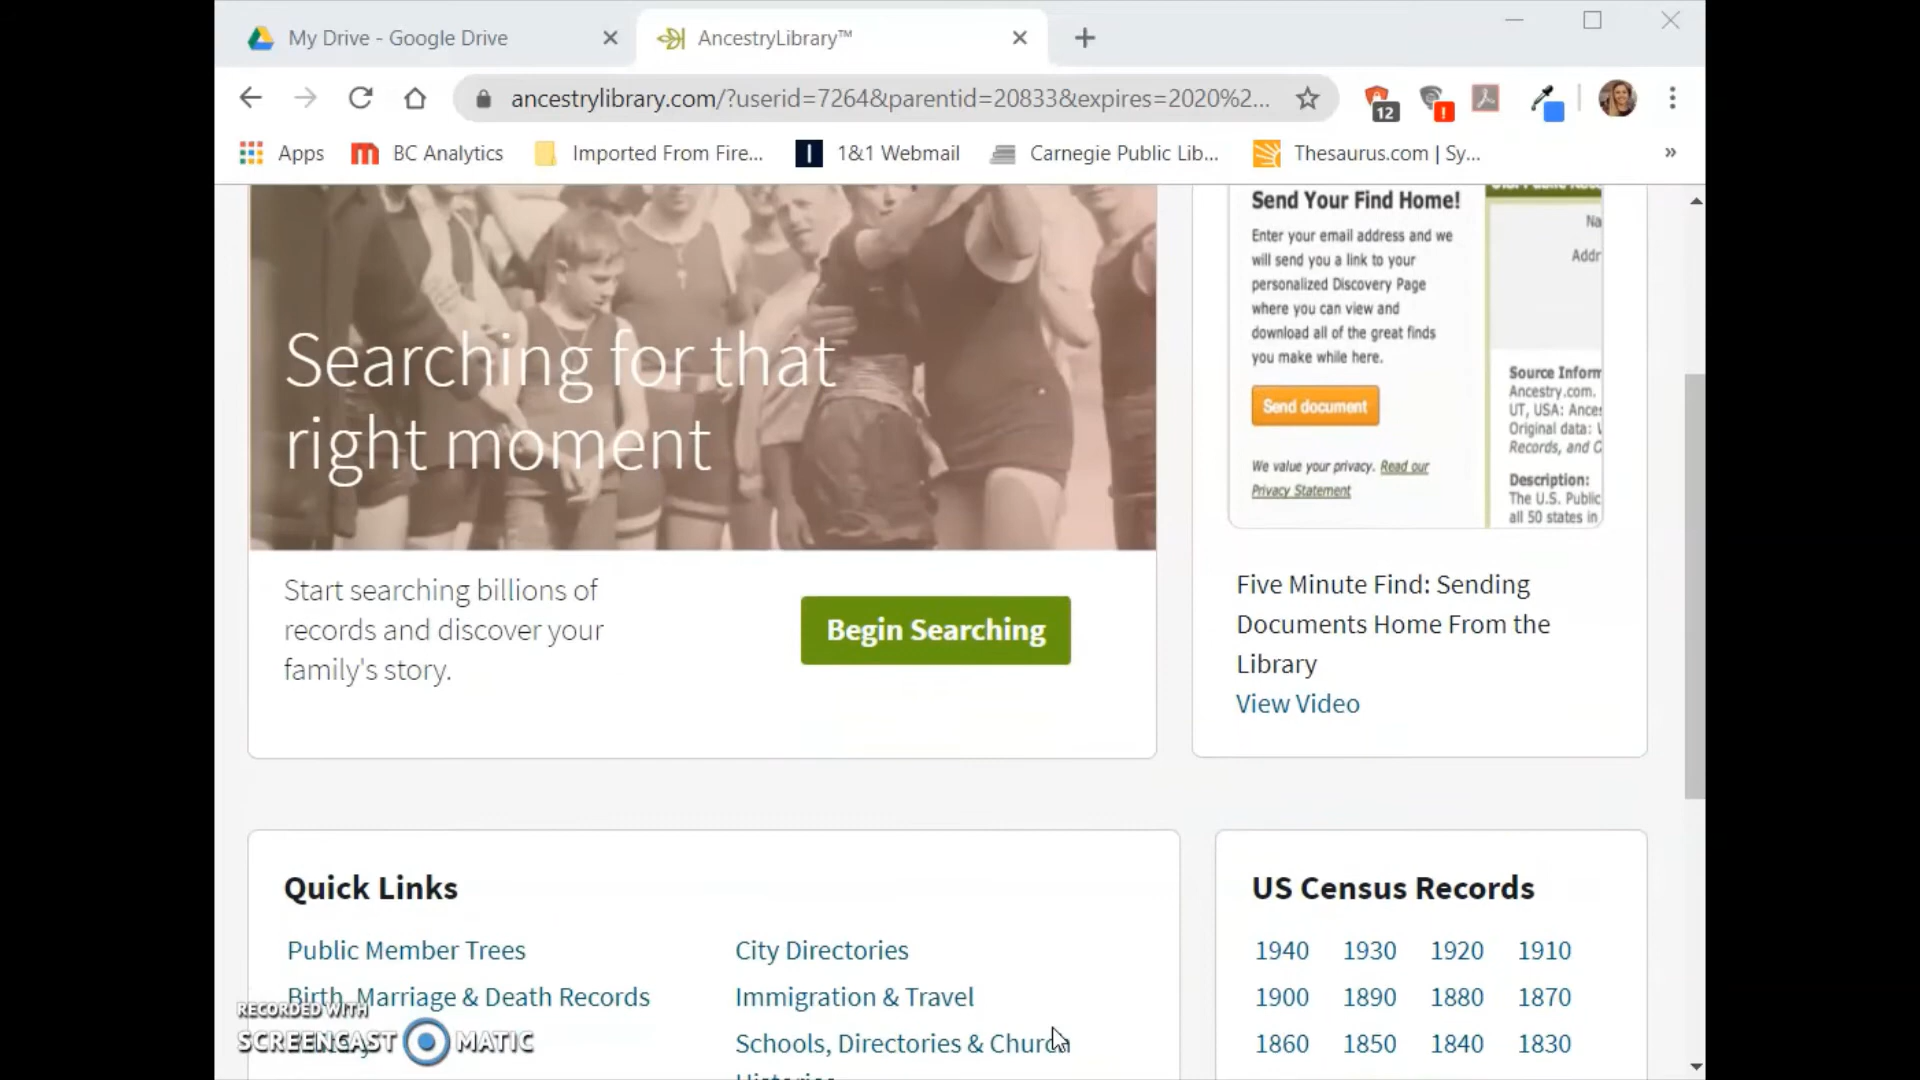 My Drive - Google Drive
AncestryLibrary™
ancestrylibrary.com/?userid=7264&parentid=20833&expires=2020%2...
12
!
Apps
BC Analytics
Imported From Fire...
1&1 Webmail
Carnegie Public Lib...
Thesaurus.com | Sy...
»
Searching for that
right moment
Start searching billions of
records and discover your
family's story.
Begin Searching
Send Your Find Home!
Enter your email address and we
will send you a link to your
personalized Discovery Page
where you can view and
download all of the great finds
you make while here.
Send document
We value your privacy. Read our
Privacy Statement
Na
Addr
Source Inform
Ancestry.com.
UT, USA: Ances
Original data:
Records, and C
Description:
The U.S. Public
all 50 states in
Five Minute Find: Sending
Documents Home From the
Library
View Video
Quick Links
Public Member Trees
City Directories
Birth, Marriage & Death Records
Immigration & Travel
Schools, Directories & Church
Histories
US Census Records
1940 1930 1920 1910
1900 1890 1880 1870
1860 1850 1840 1830
RECORDED WITH
SCREENCAST MATIC